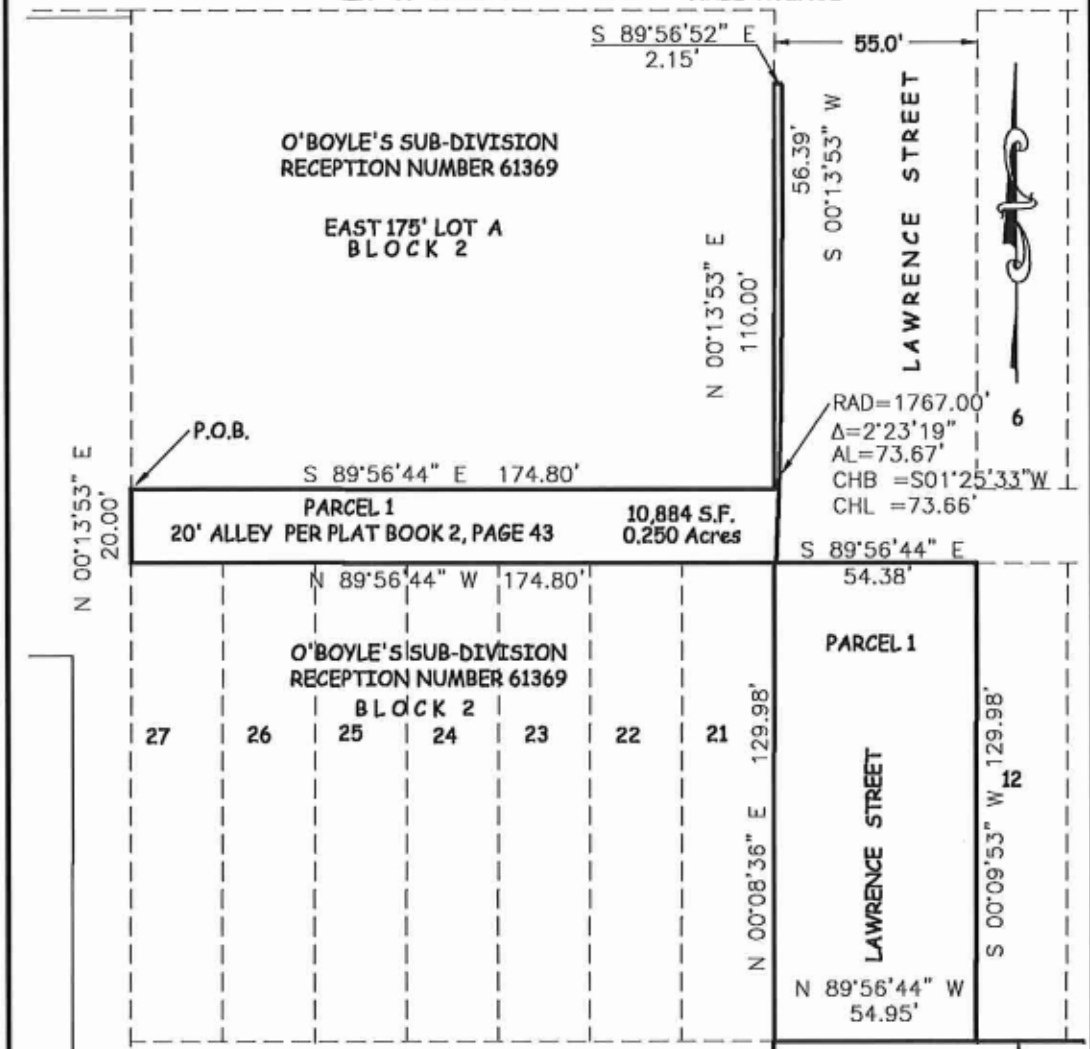 S 89°56'52" E
2.15'
55.0'
O'BOYLE'S SUB-DIVISION
RECEPTION NUMBER 61369
EAST 175' LOT A
BLOCK 2
56.39'
S 00°13'53" W
LAWRENCE STREET
N 00°13'53" E
110.00'
RAD=1767.00'
Δ=2°23'19"
AL=73.67'
CHB =S01°25'33"W
CHL =73.66'
6
P.O.B.
N 00°13'53" E
20.00'
S 89°56'44" E 174.80'
PARCEL 1
20' ALLEY PER PLAT BOOK 2, PAGE 43
10,884 S.F.
0.250 Acres
S 89°56'44" E
54.38'
N 89°56'44" W 174.80'
O'BOYLE'S SUB-DIVISION
RECEPTION NUMBER 61369
BLOCK 2
27 26 25 24 23 22 21
N 00°08'36" E 129.98'
PARCEL 1
LAWRENCE STREET
S 00°09'53" W 129.98'
12
N 89°56'44" W
54.95'